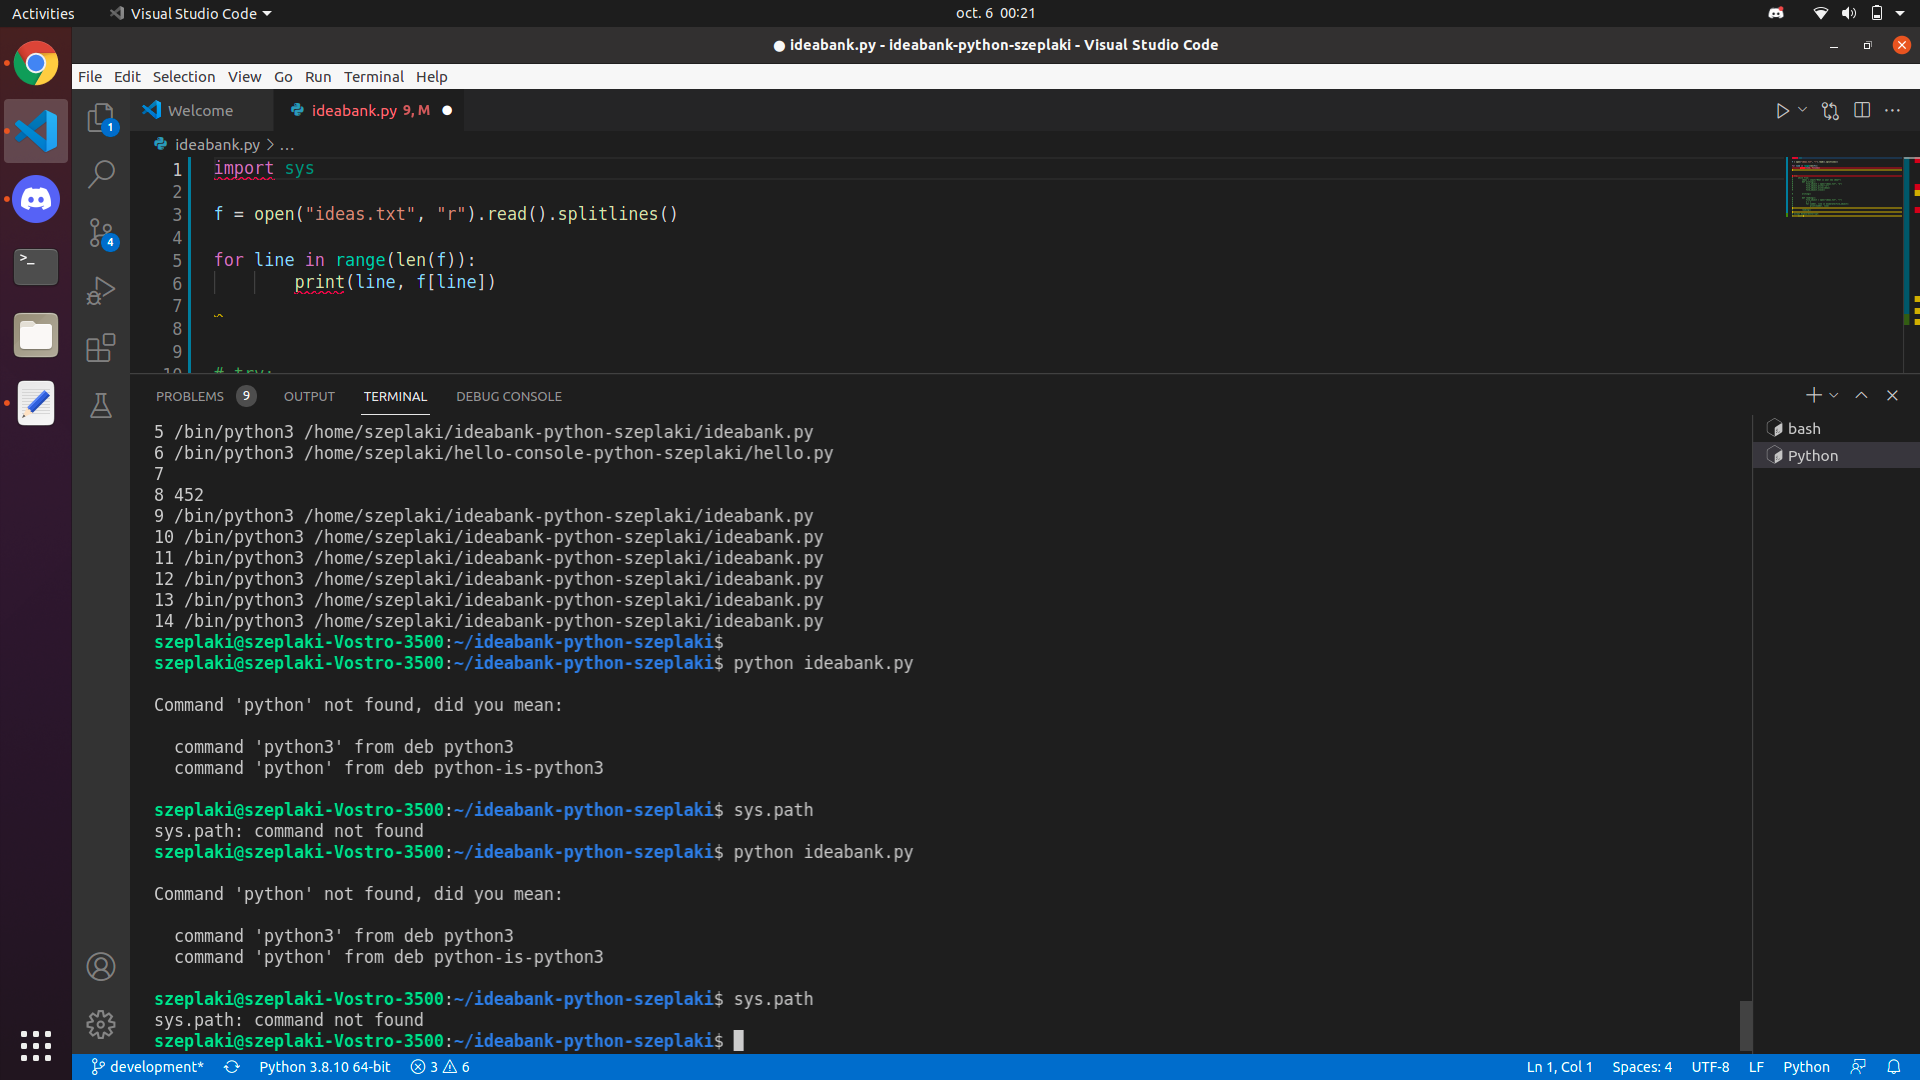 Activities
Visual Studio Code
oct. 6 00:21
● ideabank.py - ideabank-python-szeplaki - Visual Studio Code
File Edit Selection View Go Run Terminal Help
Welcome
ideabank.py 9, M
ideabank.py > ...
1 import sys
2
3 f = open("ideas.txt", "r").read().splitlines()
4
5 for line in range(len(f)):
6 print(line, f[line])
7
8
9
10 # try:
1
4
PROBLEMS 9 OUTPUT TERMINAL DEBUG CONSOLE
bash
Python
5 /bin/python3 /home/szeplaki/ideabank-python-szeplaki/ideabank.py
6 /bin/python3 /home/szeplaki/hello-console-python-szeplaki/hello.py
7
8 452
9 /bin/python3 /home/szeplaki/ideabank-python-szeplaki/ideabank.py
10 /bin/python3 /home/szeplaki/ideabank-python-szeplaki/ideabank.py
11 /bin/python3 /home/szeplaki/ideabank-python-szeplaki/ideabank.py
12 /bin/python3 /home/szeplaki/ideabank-python-szeplaki/ideabank.py
13 /bin/python3 /home/szeplaki/ideabank-python-szeplaki/ideabank.py
14 /bin/python3 /home/szeplaki/ideabank-python-szeplaki/ideabank.py
szeplaki@szeplaki-Vostro-3500:~/ideabank-python-szeplaki$
szeplaki@szeplaki-Vostro-3500:~/ideabank-python-szeplaki$ python ideabank.py
Command 'python' not found, did you mean:
command 'python3' from deb python3
command 'python' from deb python-is-python3
szeplaki@szeplaki-Vostro-3500:~/ideabank-python-szeplaki$ sys.path
sys.path: command not found
szeplaki@szeplaki-Vostro-3500:~/ideabank-python-szeplaki$ python ideabank.py
Command 'python' not found, did you mean:
command 'python3' from deb python3
command 'python' from deb python-is-python3
szeplaki@szeplaki-Vostro-3500:~/ideabank-python-szeplaki$ sys.path
sys.path: command not found
szeplaki@szeplaki-Vostro-3500:~/ideabank-python-szeplaki$
development* Python 3.8.10 64-bit 3 6 Ln 1, Col 1 Spaces: 4 UTF-8 LF Python